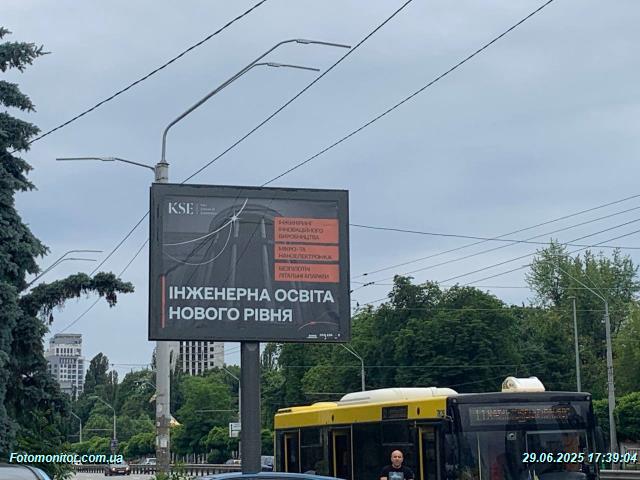 KSE
ІНЖИНІРИНГ
ІННОВАЦІЙНОГО
ВИРОБНИЦТВА
МІКРО- ТА
НАНОЕЛЕКТРОНІКА
БЕЗПІЛОТНІ
ЛІТАЛЬНІ АПАРАТИ
ІНЖЕНЕРНА ОСВІТА
НОВОГО РІВНЯ
Fotomonitor.com.ua
29.06.2025 17:39:04